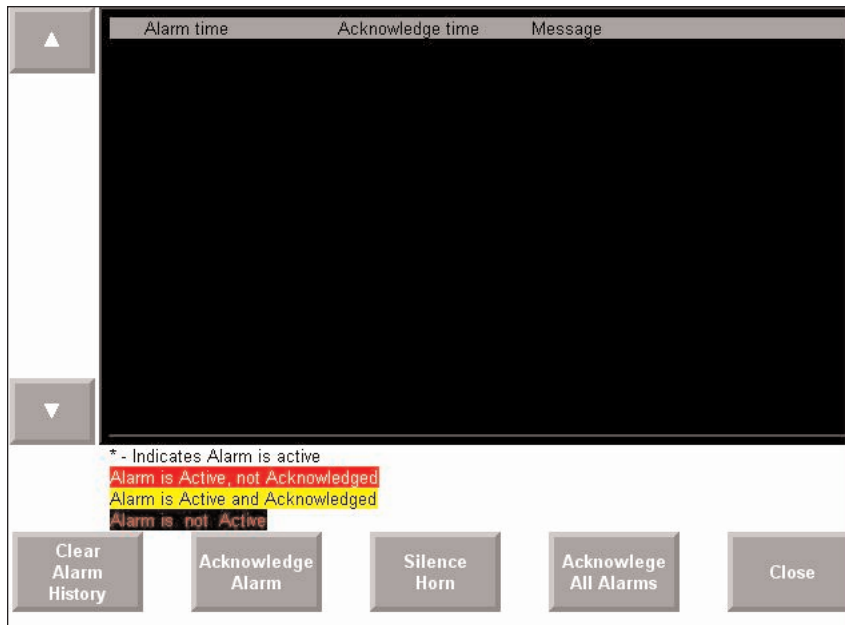 Alarm time Acknowledge time Message
* - Indicates Alarm is active
Alarm is Active, not Acknowledged
Alarm is Active and Acknowledged
Alarm is not Active
Clear
Alarm
History
Acknowledge
Alarm
Silence
Horn
Acknowlege
All Alarms
Close